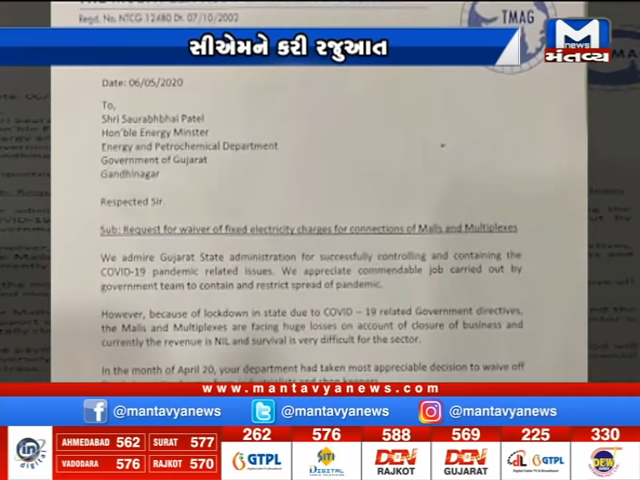 Regd. No. NTCG 12480 Dt. 07/10/2002
TMAG
સીએમને કરી રજુઆત
M
news
મંતવ્ય
Date: 06/05/2020
To,
Shri Saurabhbhai Patel
Hon'ble Energy Minster
Energy and Petrochemical Department
Government of Gujarat
Gandhinagar
Respected Sir.
Sub: Request for waiver of fixed electricity charges for connections of Malls and Multiplexes
We admire Gujarat State administration for successfully controlling and containing the
COVID-19 pandemic related issues. We appreciate commendable job carried out by
government team to contain and restrict spread of pandemic.
However, because of lockdown in state due to COVID – 19 related Government directives,
the Malls and Multiplexes are facing huge losses on account of closure of business and
currently the revenue is NIL and survival is very difficult for the sector.
In the month of April 20, your department had taken most appreciable decision to waive off
www.mantavyanews.com
@mantavyanews @mantavyanews @mantavyanews
in digital
AHMEDABAD 562 SURAT 577
VADODARA 576 RAJKOT 570
262 576 588 569 225 330
GTPL SITI DIGITAL DEN RAJKOT DEN GUJARAT DL GTPL DEW